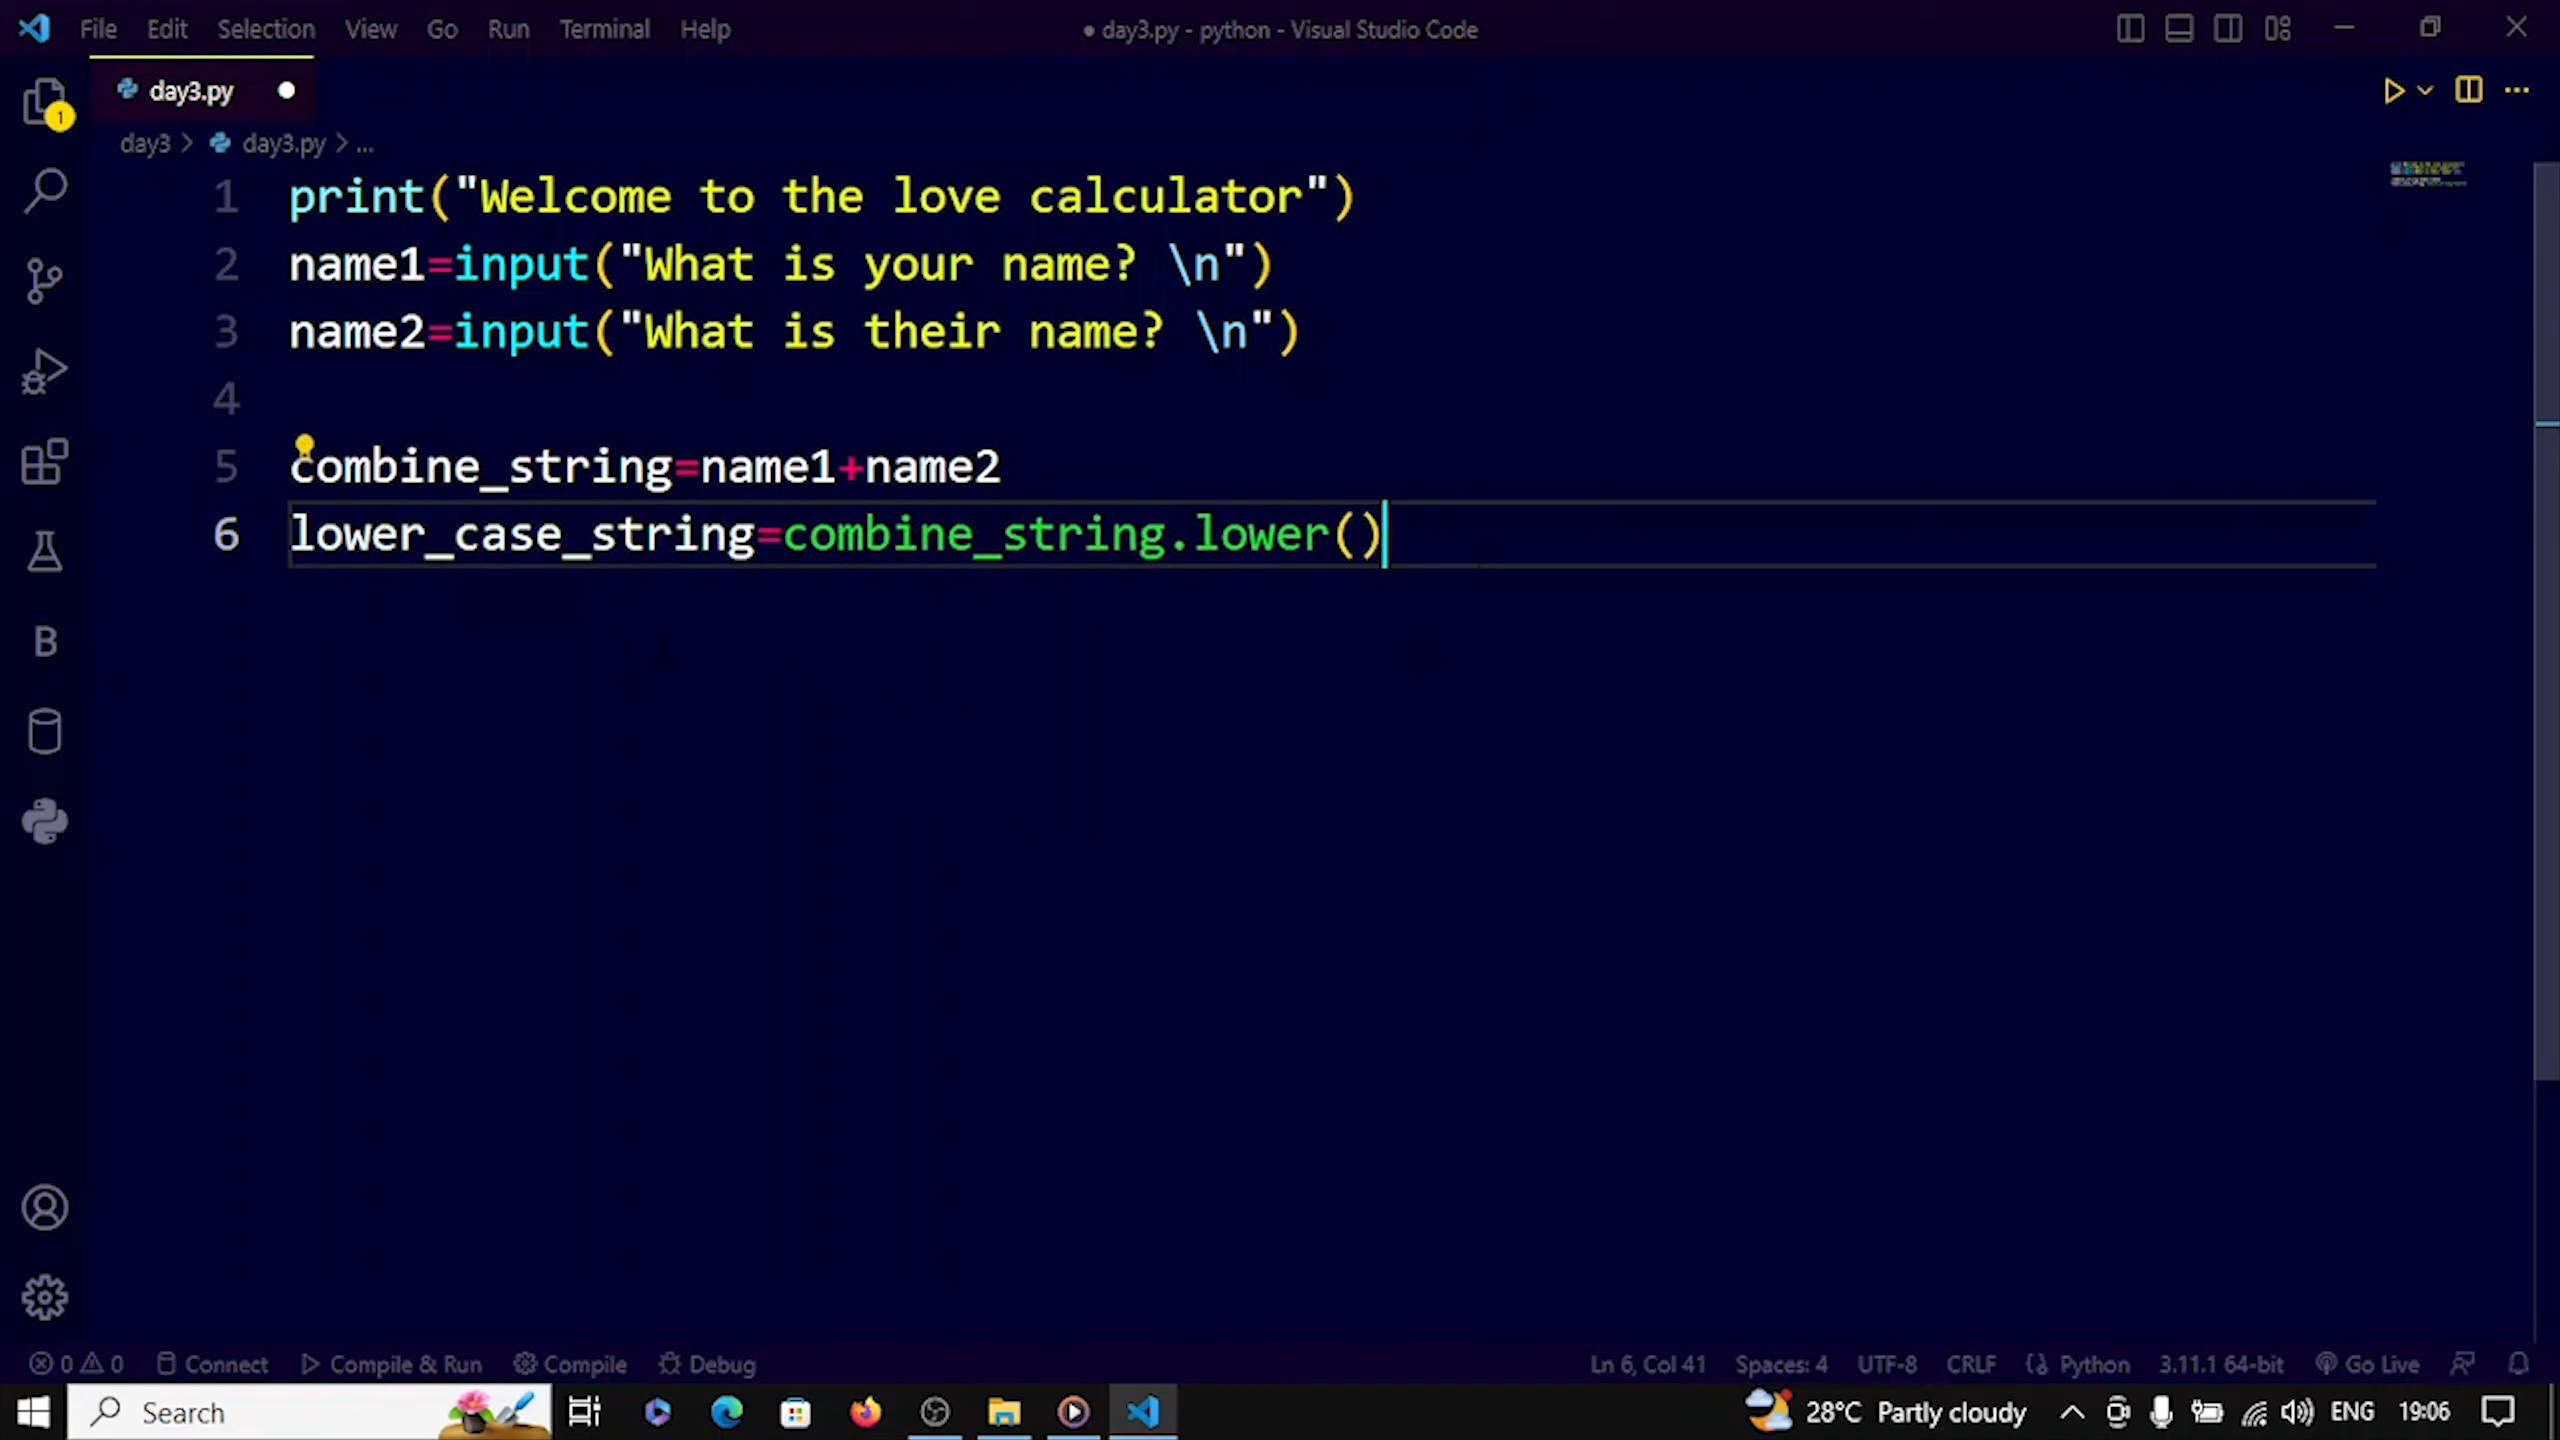 File Edit Selection View Go Run Terminal Help ● day3.py - python - Visual Studio Code
day3.py
1
day3 > day3.py > ...
1 print("Welcome to the love calculator")
2 name1=input("What is your name? \n")
3 name2=input("What is their name? \n")
4
5 combine_string=name1+name2
6 lower_case_string=combine_string.lower()
B
0 0 Connect Compile & Run Compile Debug Ln 6, Col 41 Spaces: 4 UTF-8 CRLF Python 3.11.1 64-bit Go Live
Search 28°C Partly cloudy ENG 19:06